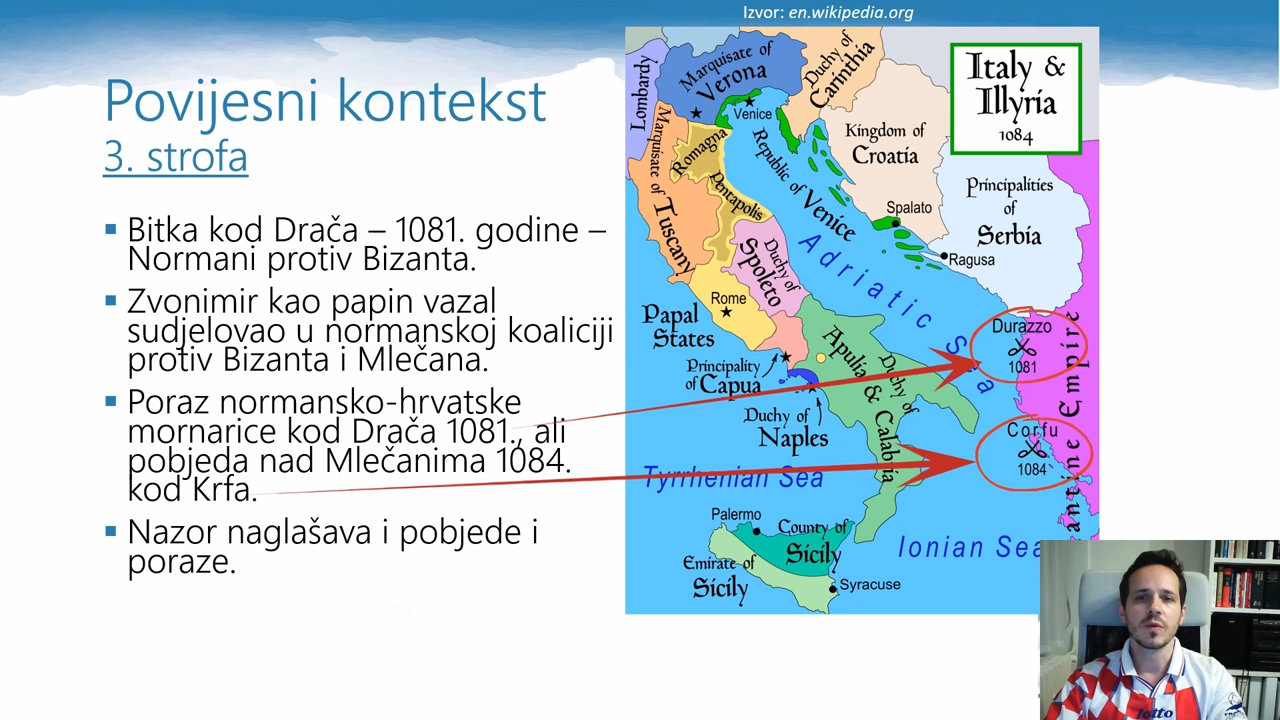 Izvor: en.wikipedia.org
Povijesni kontekst
3. strofa
▪ Bitka kod Drača – 1081. godine –
Normani protiv Bizanta.
▪ Zvonimir kao papin vazal
sudjelovao u normanskoj koaliciji
protiv Bizanta i Mlečana.
▪ Poraz normansko-hrvatske
mornarice kod Drača 1081., ali
pobjeda nad Mlečanima 1084.
kod Krfa.
▪ Nazor naglašava i pobjede i
poraze.
Italy &
Illyria
1084
Lombardy
Marquisate of
Verona
Duchy of
Carinthia
Venice
Romagna
Pentapolis
Marquisate of
Tuscany
Republic of
Venice
Kingdom of
Croatia
Principalities
of
Serbia
Spalato
Ragusa
Adriatic Sea
Duchy of
Spoleto
Rome
Papal
States
Principality
of Capua
Duchy of
Naples
Duchy of
Apulia & Calabria
Durazzo
1081
Corfu
1084
antine Empire
Tyrrhenian Sea
Palermo
County of
Sicily
Emirate of
Sicily
Syracuse
Ionian Sea
lotto